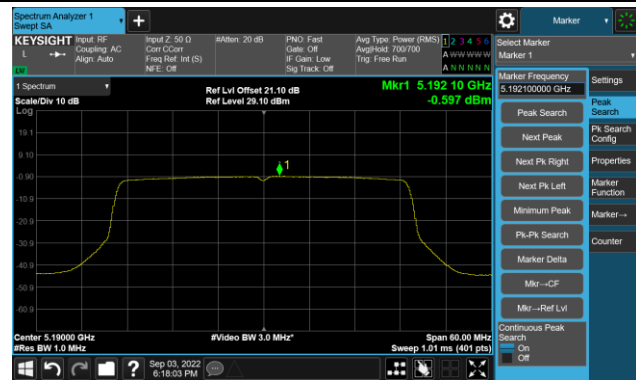 Spectrum Analyzer 1
Swept SA
+
Marker
KEYSIGHT
L
LW
Input: RF
Coupling: AC
Align: Auto
Input Z: 50 Ω
Corr CCorr
Freq Ref: Int (S)
NFE: Off
#Atten: 20 dB
PNO: Fast
Gate: Off
IF Gain: Low
Sig Track: Off
Avg Type: Power (RMS)
Avg|Hold: 700/700
Trig: Free Run
1 2 3 4 5 6
A W W W W W
A N N N N N
Select Marker
Marker 1
1 Spectrum
Scale/Div 10 dB
Log
Ref Lvl Offset 21.10 dB
Ref Level 29.10 dBm
Mkr1 5.192 10 GHz
-0.597 dBm
19.1
9.10
-10.9
-20.9
-30.9
-40.9
-50.9
-60.9
1
Center 5.19000 GHz
#Res BW 1.0 MHz
#Video BW 3.0 MHz*
Span 60.00 MHz
Sweep 1.01 ms (401 pts)
Marker Frequency
5.192100000 GHz
Peak Search
Next Peak
Next Pk Right
Next Pk Left
Minimum Peak
Pk-Pk Search
Marker Delta
Mkr→CF
Mkr→Ref Lvl
Continuous Peak
Search
On
Off
Settings
Peak
Search
Pk Search
Config
Properties
Marker
Function
Marker→
Counter
?
Sep 03, 2022
6:18:03 PM